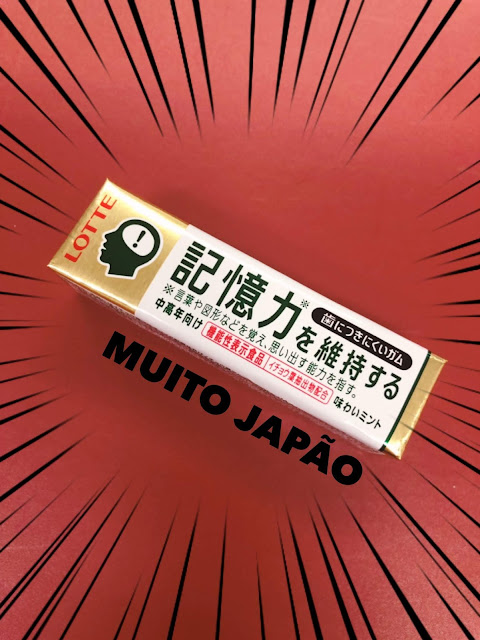 LOTTE
!
歯につきにくいガム
記憶力※を維持する
※言葉や図形などを覚え、思い出す能力を指す。
中高年向け 機能性表示食品 イチョウ葉抽出物配合 味わいミント
MUITO JAPÃO